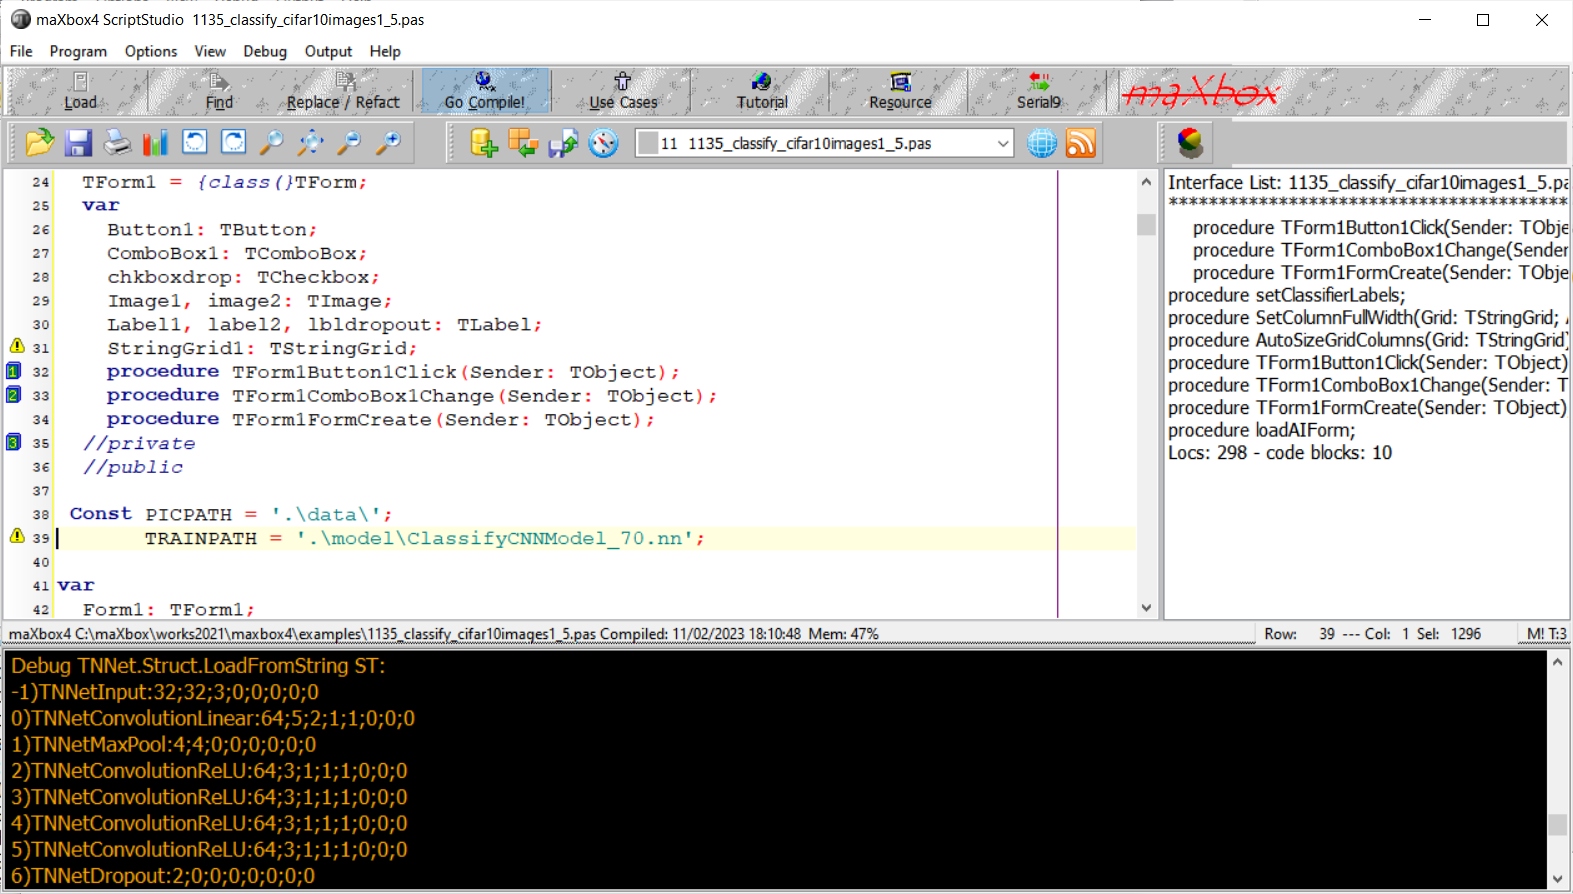 maXbox4 ScriptStudio 1135_classify_cifar10images1_5.pas
File Program Options View Debug Output Help
Load Find Replace / Refact Go Compile! Use Cases Tutorial Resource Serial9 maXbox
11 1135_classify_cifar10images1_5.pas
24 TForm1 = {class(}TForm;
25 var
26 Button1: TButton;
27 ComboBox1: TComboBox;
28 chkboxdrop: TCheckbox;
29 Image1, image2: TImage;
30 Label1, label2, lbldropout: TLabel;
31 StringGrid1: TStringGrid;
1 32 procedure TForm1Button1Click(Sender: TObject);
2 33 procedure TForm1ComboBox1Change(Sender: TObject);
34 procedure TForm1FormCreate(Sender: TObject);
3 35 //private
36 //public
37
38 Const PICPATH = '.\data\';
39 TRAINPATH = '.\model\ClassifyCNNModel_70.nn';
40
41 var
42 Form1: TForm1;
Interface List: 1135_classify_cifar10images1_5.pa
******************************************
procedure TForm1Button1Click(Sender: TObje
procedure TForm1ComboBox1Change(Sender
procedure TForm1FormCreate(Sender: TObje
procedure setClassifierLabels;
procedure SetColumnFullWidth(Grid: TStringGrid;
procedure AutoSizeGridColumns(Grid: TStringGrid)
procedure TForm1Button1Click(Sender: TObject)
procedure TForm1ComboBox1Change(Sender: T
procedure TForm1FormCreate(Sender: TObject)
procedure loadAIForm;
Locs: 298 - code blocks: 10
maXbox4 C:\maXbox\works2021\maxbox4\examples\1135_classify_cifar10images1_5.pas Compiled: 11/02/2023 18:10:48 Mem: 47%
Row: 39 --- Col: 1 Sel: 1296 M! T:3
Debug TNNet.Struct.LoadFromString ST:
-1)TNNetInput:32;32;3;0;0;0;0;0
0)TNNetConvolutionLinear:64;5;2;1;1;0;0;0
1)TNNetMaxPool:4;4;0;0;0;0;0;0
2)TNNetConvolutionReLU:64;3;1;1;1;0;0;0
3)TNNetConvolutionReLU:64;3;1;1;1;0;0;0
4)TNNetConvolutionReLU:64;3;1;1;1;0;0;0
5)TNNetConvolutionReLU:64;3;1;1;1;0;0;0
6)TNNetDropout:2;0;0;0;0;0;0;0